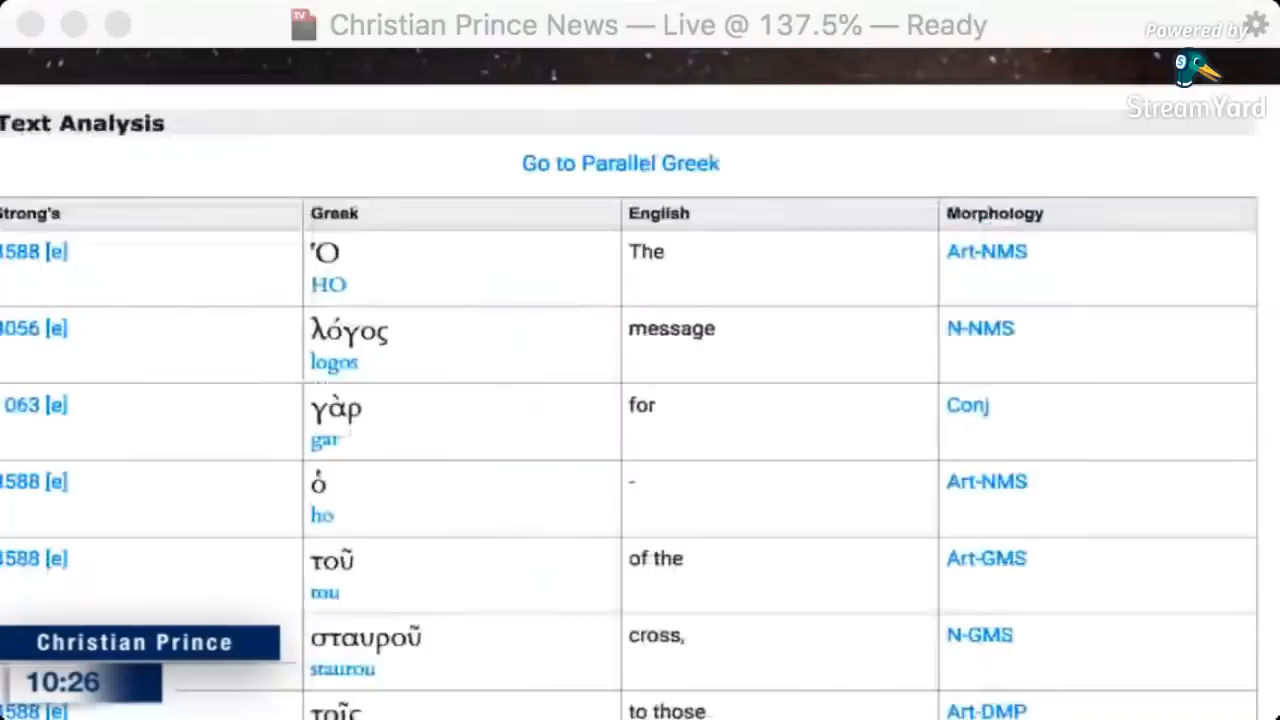 Christian Prince News — Live @ 137.5% — Ready
Powered by
StreamYard
Text Analysis
Go to Parallel Greek
Strong's Greek English Morphology
3588 [e] Ὁ The Art-NMS
HO
3056 [e] λόγος message N-NMS
logos
063 [e] γὰρ for Conj
gar
3588 [e] ὁ - Art-NMS
ho
3588 [e] τοῦ of the Art-GMS
tou
σταυροῦ cross, N-GMS
staurou
3588 [e] τοῖς to those Art-DMP
Christian Prince
10:26